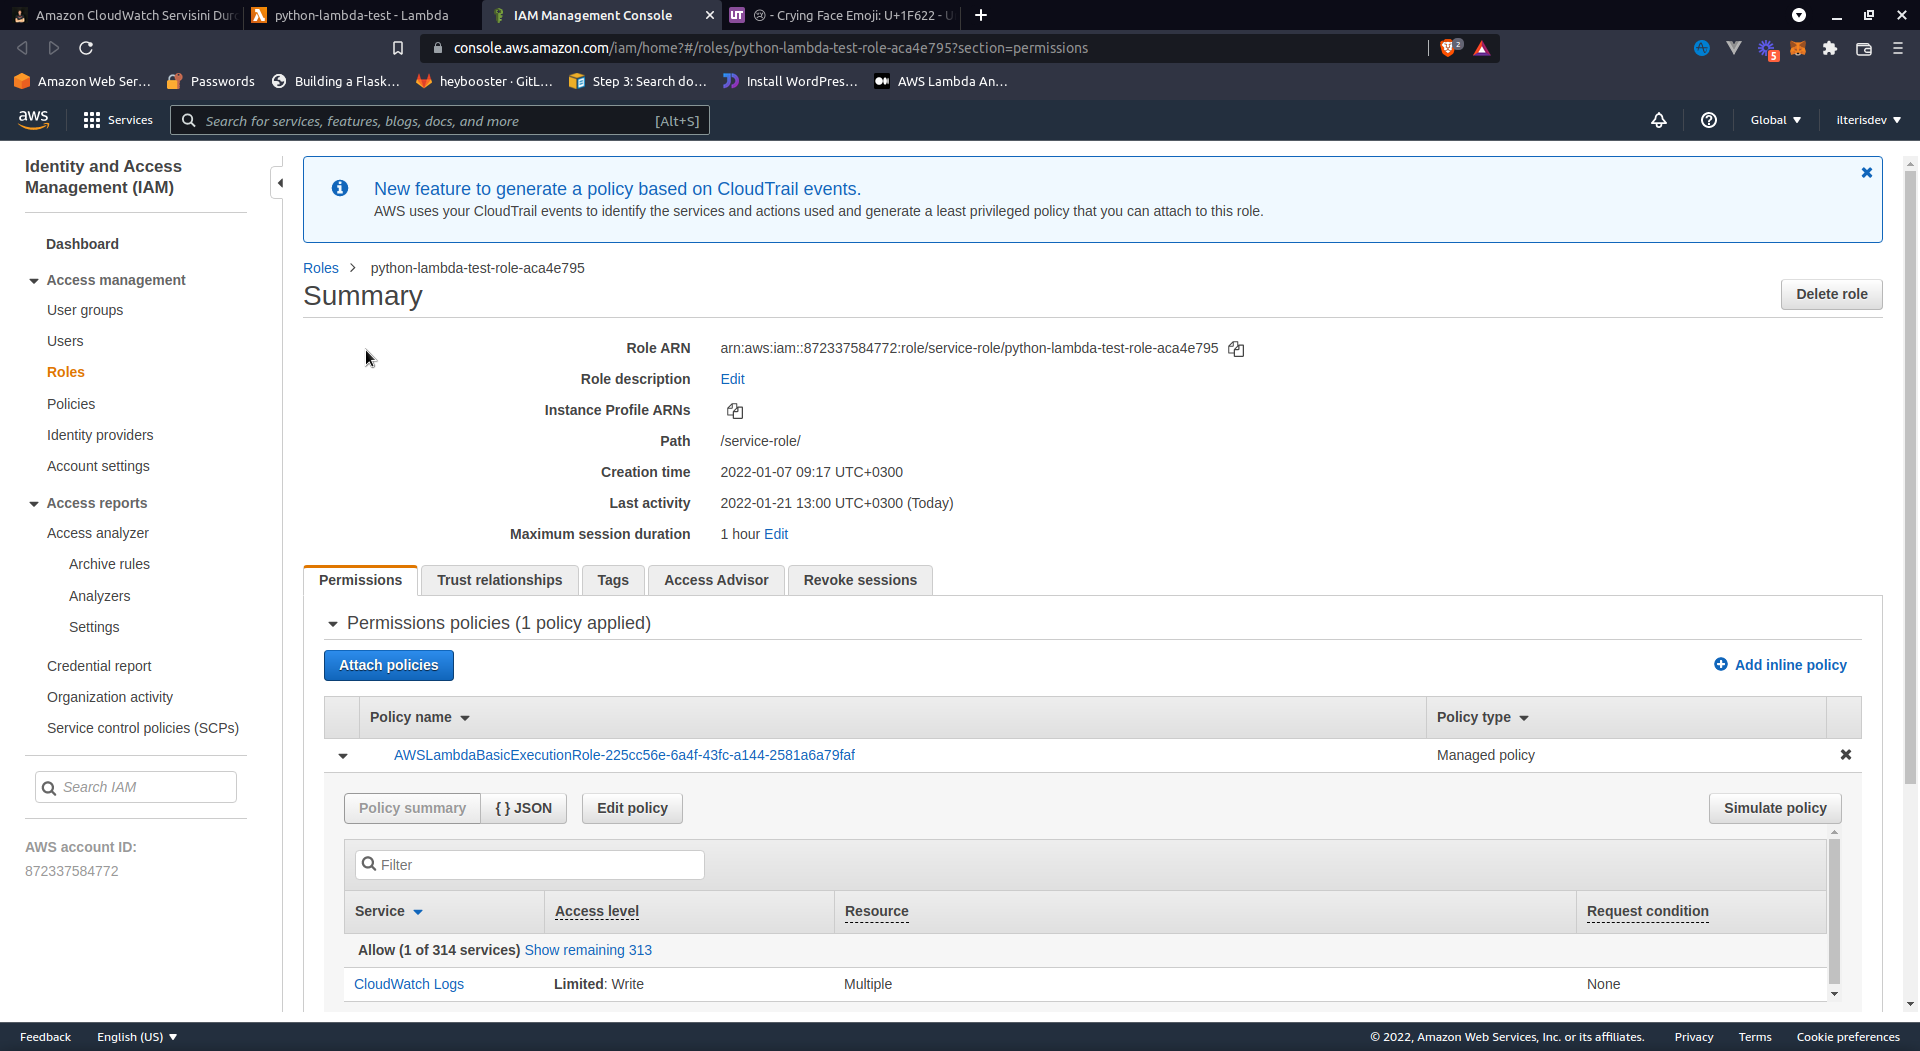 Amazon CloudWatch Servisini Durd
python-lambda-test - Lambda
IAM Management Console
UT
😢 - Crying Face Emoji: U+1F622 - U
console.aws.amazon.com/iam/home?#/roles/python-lambda-test-role-aca4e795?section=permissions
2
5
Amazon Web Ser...
Passwords
Building a Flask...
heybooster · GitL...
Step 3: Search do...
Install WordPres...
AWS Lambda An...
aws
Services
Search for services, features, blogs, docs, and more
[Alt+S]
Global
ilterisdev
Identity and Access
Management (IAM)
Dashboard
Access management
User groups
Users
Roles
Policies
Identity providers
Account settings
Access reports
Access analyzer
Archive rules
Analyzers
Settings
Credential report
Organization activity
Service control policies (SCPs)
Search IAM
AWS account ID:
872337584772
New feature to generate a policy based on CloudTrail events.
AWS uses your CloudTrail events to identify the services and actions used and generate a least privileged policy that you can attach to this role.
Roles > python-lambda-test-role-aca4e795
Summary
Delete role
Role ARN arn:aws:iam::872337584772:role/service-role/python-lambda-test-role-aca4e795
Role description Edit
Instance Profile ARNs
Path /service-role/
Creation time 2022-01-07 09:17 UTC+0300
Last activity 2022-01-21 13:00 UTC+0300 (Today)
Maximum session duration 1 hour Edit
Permissions Trust relationships Tags Access Advisor Revoke sessions
Permissions policies (1 policy applied)
Attach policies
Add inline policy
Policy name Policy type
AWSLambdaBasicExecutionRole-225cc56e-6a4f-43fc-a144-2581a6a79faf Managed policy
Policy summary { } JSON Edit policy Simulate policy
Filter
Service Access level Resource Request condition
Allow (1 of 314 services) Show remaining 313
CloudWatch Logs Limited: Write Multiple None
Feedback English (US) © 2022, Amazon Web Services, Inc. or its affiliates. Privacy Terms Cookie preferences